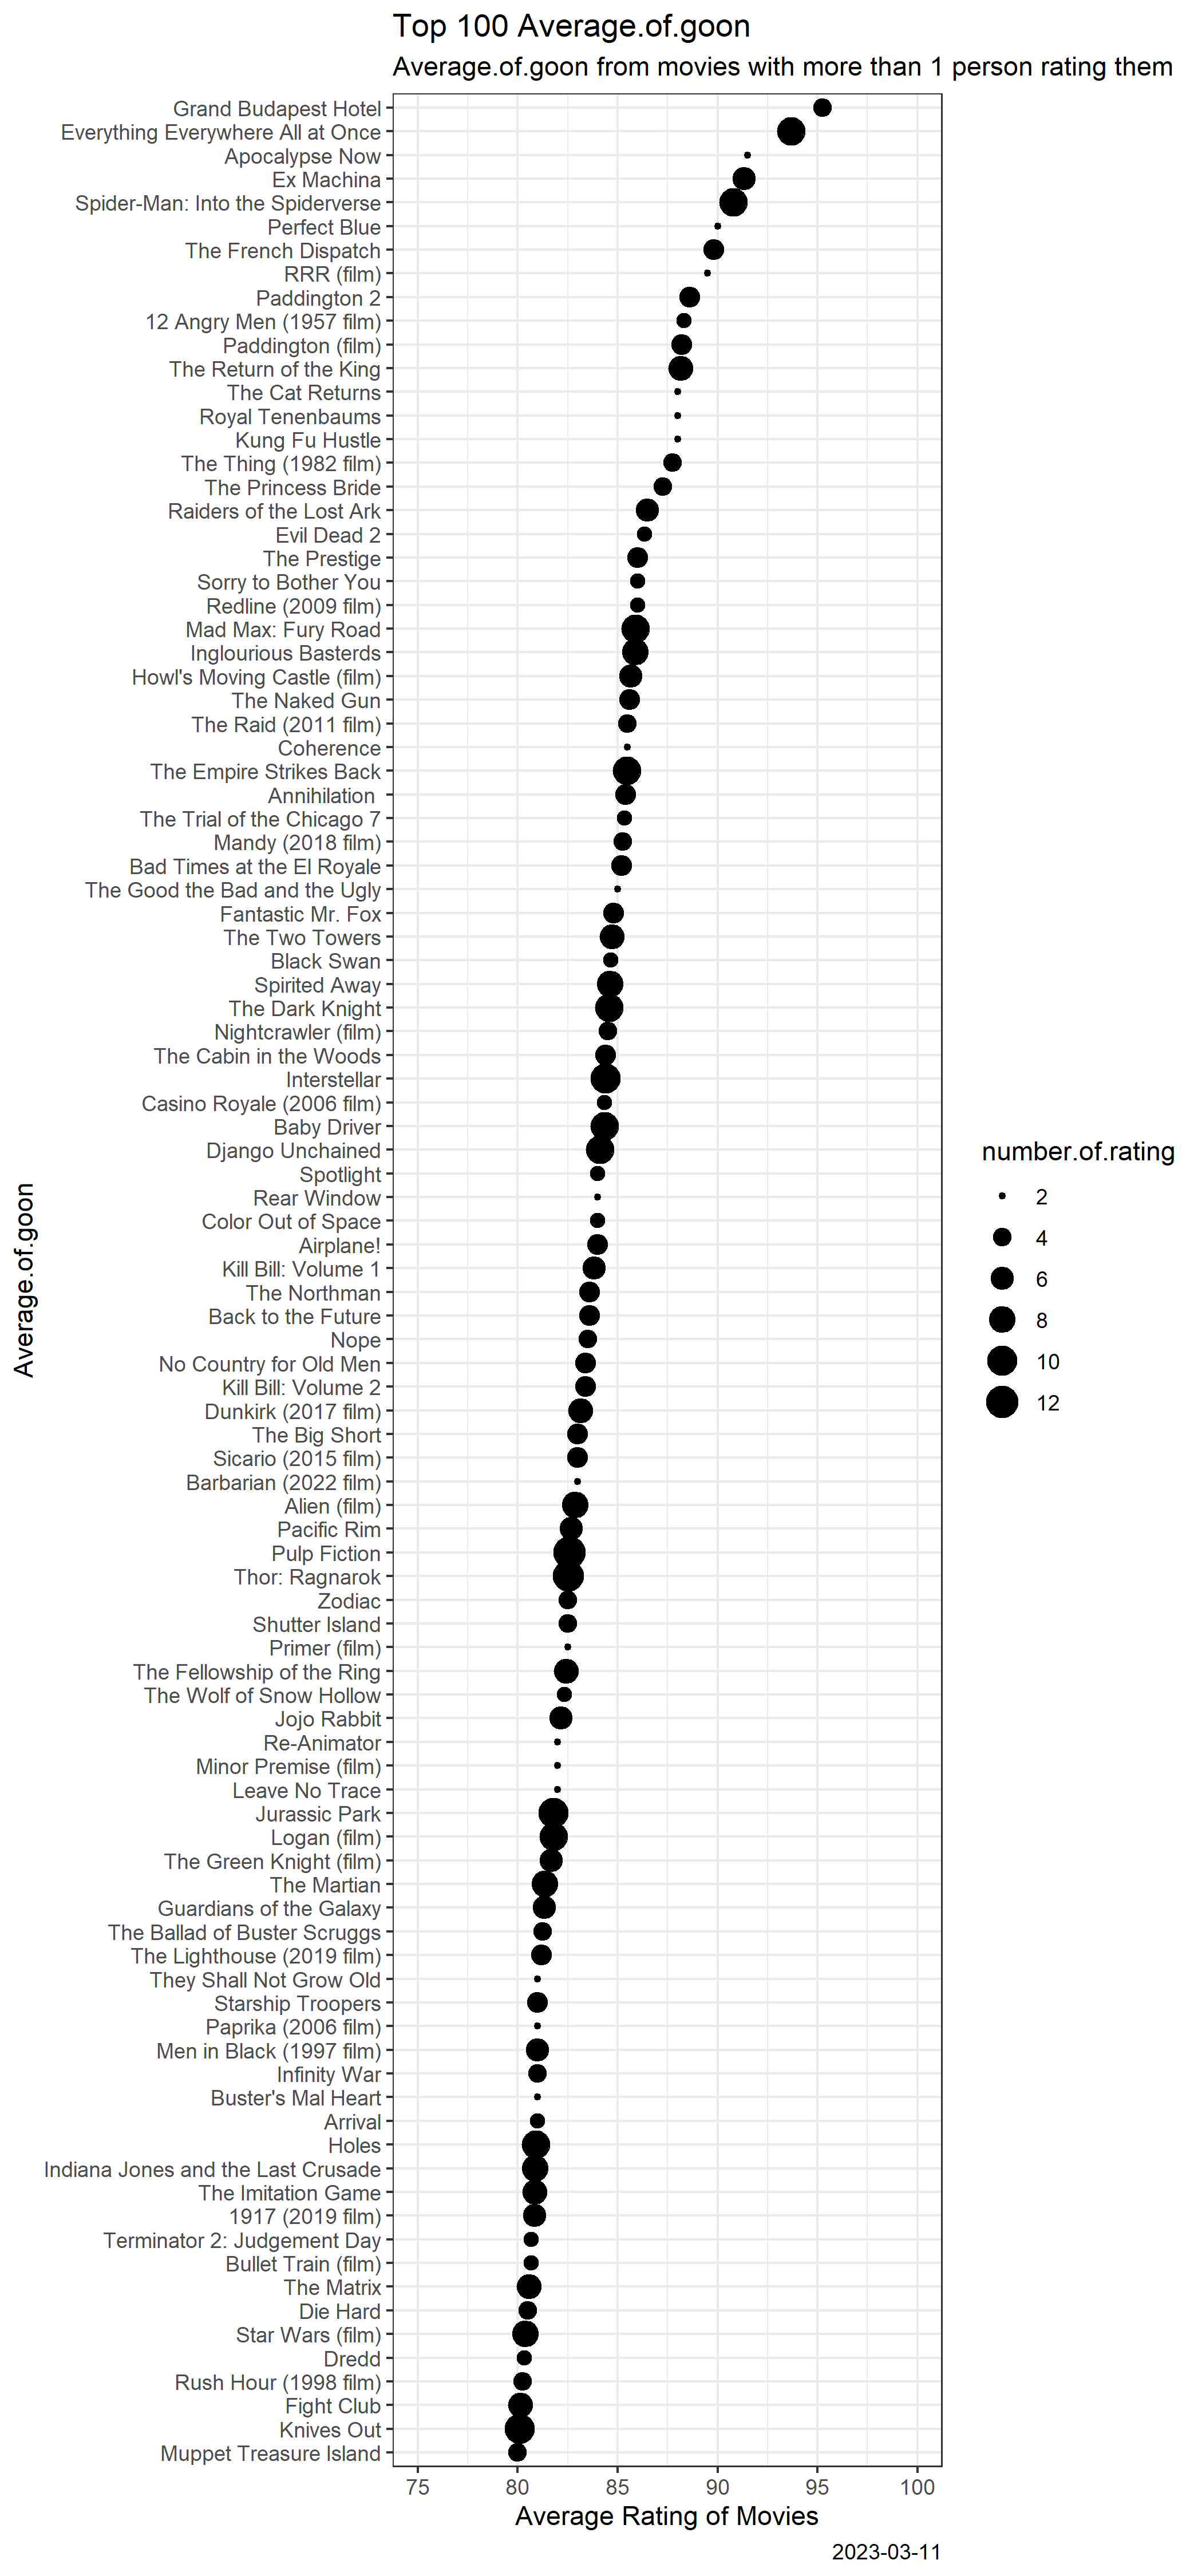 Top 100 Average.of.goon
Average.of.goon from movies with more than 1 person rating them
Grand Budapest Hotel
Everything Everywhere All at Once
Apocalypse Now
Ex Machina
Spider-Man: Into the Spiderverse
Perfect Blue
The French Dispatch
RRR (film)
Paddington 2
12 Angry Men (1957 film)
Paddington (film)
The Return of the King
The Cat Returns
Royal Tenenbaums
Kung Fu Hustle
The Thing (1982 film)
The Princess Bride
Raiders of the Lost Ark
Evil Dead 2
The Prestige
Sorry to Bother You
Redline (2009 film)
Mad Max: Fury Road
Inglourious Basterds
Howl's Moving Castle (film)
The Naked Gun
The Raid (2011 film)
Coherence
The Empire Strikes Back
Annihilation
The Trial of the Chicago 7
Mandy (2018 film)
Bad Times at the El Royale
The Good the Bad and the Ugly
Fantastic Mr. Fox
The Two Towers
Black Swan
Spirited Away
The Dark Knight
Nightcrawler (film)
The Cabin in the Woods
Interstellar
Casino Royale (2006 film)
Baby Driver
Django Unchained
Spotlight
Rear Window
Color Out of Space
Airplane!
Kill Bill: Volume 1
The Northman
Back to the Future
Nope
No Country for Old Men
Kill Bill: Volume 2
Dunkirk (2017 film)
The Big Short
Sicario (2015 film)
Barbarian (2022 film)
Alien (film)
Pacific Rim
Pulp Fiction
Thor: Ragnarok
Zodiac
Shutter Island
Primer (film)
The Fellowship of the Ring
The Wolf of Snow Hollow
Jojo Rabbit
Re-Animator
Minor Premise (film)
Leave No Trace
Jurassic Park
Logan (film)
The Green Knight (film)
The Martian
Guardians of the Galaxy
The Ballad of Buster Scruggs
The Lighthouse (2019 film)
They Shall Not Grow Old
Starship Troopers
Paprika (2006 film)
Men in Black (1997 film)
Infinity War
Buster's Mal Heart
Arrival
Holes
Indiana Jones and the Last Crusade
The Imitation Game
1917 (2019 film)
Terminator 2: Judgement Day
Bullet Train (film)
The Matrix
Die Hard
Star Wars (film)
Dredd
Rush Hour (1998 film)
Fight Club
Knives Out
Muppet Treasure Island
Average.of.goon
75 80 85 90 95 100
Average Rating of Movies
number.of.rating
2
4
6
8
10
12
2023-03-11